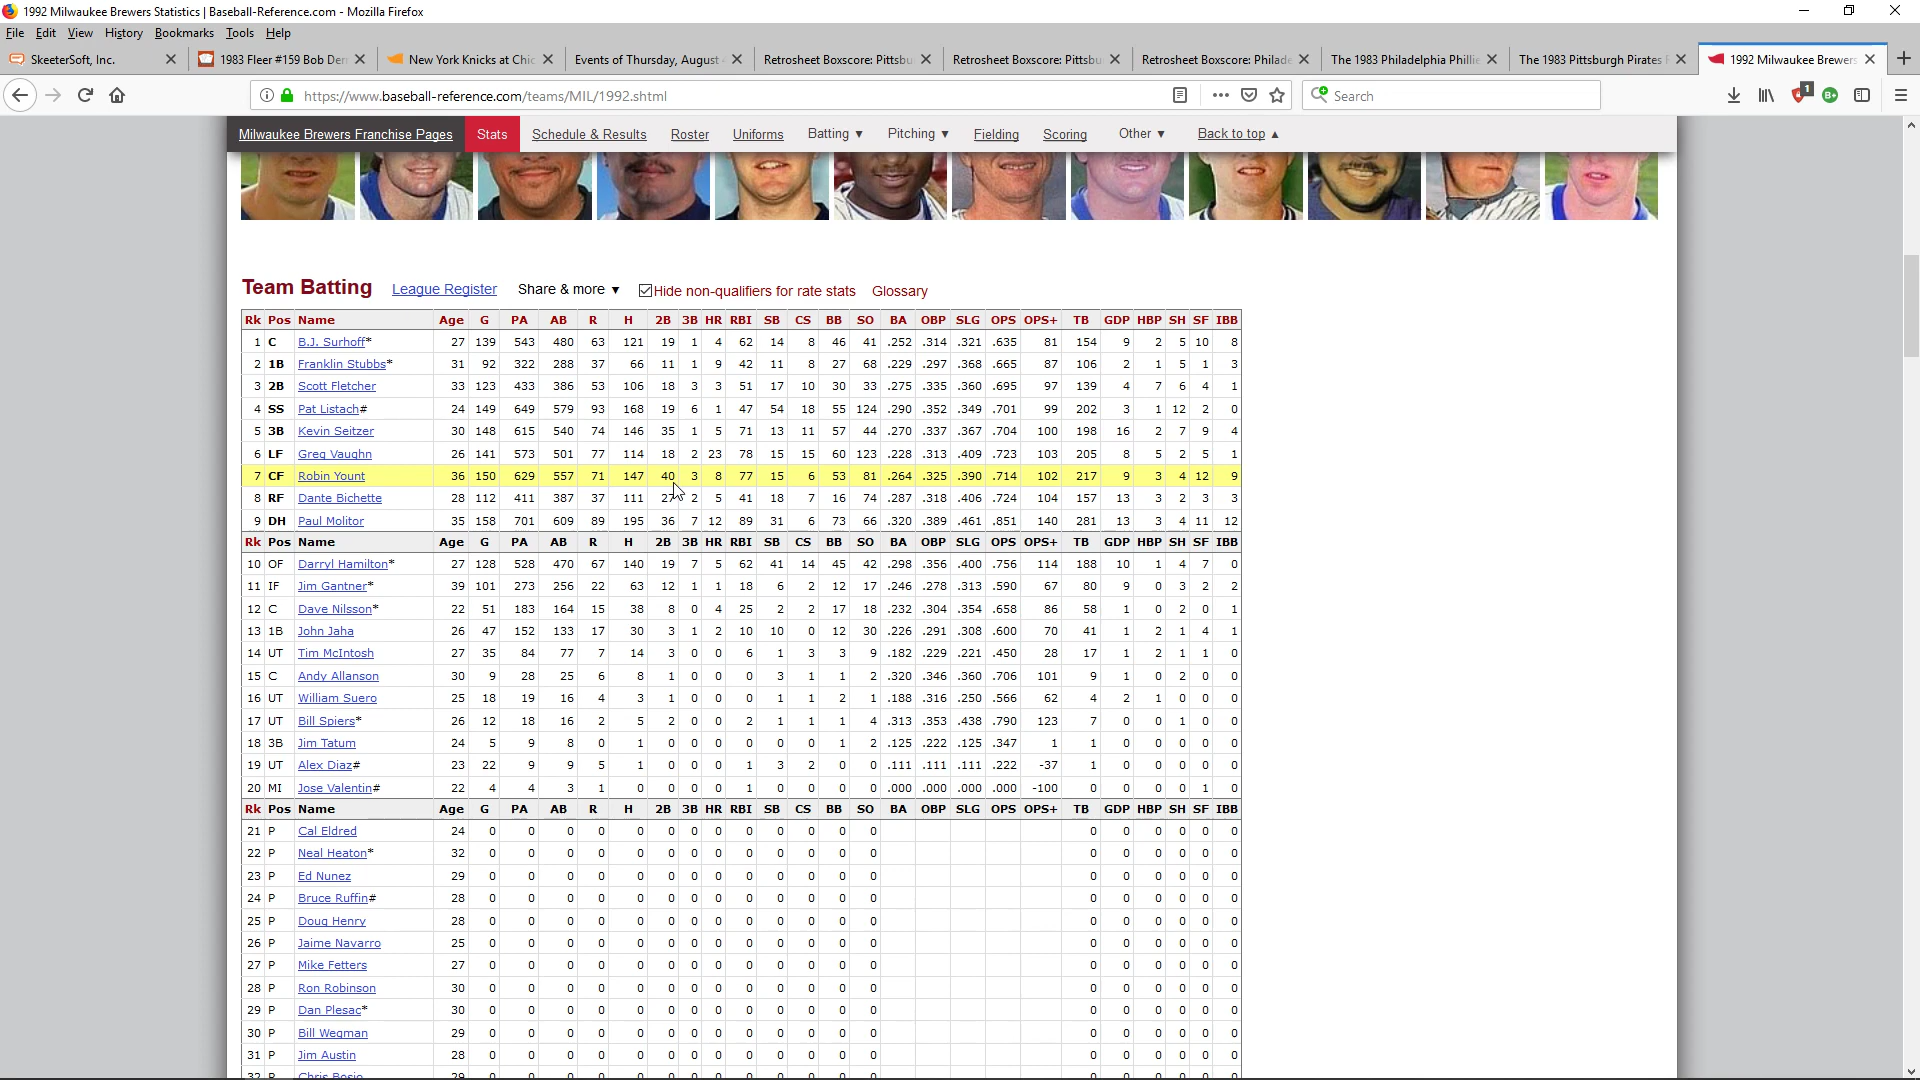 1992 Milwaukee Brewers Statistics | Baseball-Reference.com - Mozilla Firefox
File Edit View History Bookmarks Tools Help
SkeeterSoft, Inc. 1983 Fleer #159 Bob Der New York Knicks at Chic Events of Thursday, August Retrosheet Boxscore: Pittsbu Retrosheet Boxscore: Pittsbu Retrosheet Boxscore: Philade The 1983 Philadelphia Phillie The 1983 Pittsburgh Pirates 1992 Milwaukee Brewers
https://www.baseball-reference.com/teams/MIL/1992.shtml Search 1 B+
Milwaukee Brewers Franchise Pages Stats Schedule & Results Roster Uniforms Batting ▼ Pitching ▼ Fielding Scoring Other ▼ Back to top ▲
Team Batting League Register Share & more ▼ Hide non-qualifiers for rate stats Glossary
Rk Pos Name Age G PA AB R H 2B 3B HR RBI SB CS BB SO BA OBP SLG OPS OPS+ TB GDP HBP SH SF IBB
1 C B.J. Surhoff* 27 139 543 480 63 121 19 1 4 62 14 8 46 41 .252 .314 .321 .635 81 154 9 2 5 10 8
2 1B Franklin Stubbs* 31 92 322 288 37 66 11 1 9 42 11 8 27 68 .229 .297 .368 .665 87 106 2 1 5 1 3
3 2B Scott Fletcher 33 123 433 386 53 106 18 3 3 51 17 10 30 33 .275 .335 .360 .695 97 139 4 7 6 4 1
4 SS Pat Listach# 24 149 649 579 93 168 19 6 1 47 54 18 55 124 .290 .352 .349 .701 99 202 3 1 12 2 0
5 3B Kevin Seitzer 30 148 615 540 74 146 35 1 5 71 13 11 57 44 .270 .337 .367 .704 100 198 16 2 7 9 4
6 LF Greg Vaughn 26 141 573 501 77 114 18 2 23 78 15 15 60 123 .228 .313 .409 .723 103 205 8 5 2 5 1
7 CF Robin Yount 36 150 629 557 71 147 40 3 8 77 15 6 53 81 .264 .325 .390 .714 102 217 9 3 4 12 9
8 RF Dante Bichette 28 112 411 387 37 111 27 2 5 41 18 7 16 74 .287 .318 .406 .724 104 157 13 3 2 3 3
9 DH Paul Molitor 35 158 701 609 89 195 36 7 12 89 31 6 73 66 .320 .389 .461 .851 140 281 13 3 4 11 12
Rk Pos Name Age G PA AB R H 2B 3B HR RBI SB CS BB SO BA OBP SLG OPS OPS+ TB GDP HBP SH SF IBB
10 OF Darryl Hamilton* 27 128 528 470 67 140 19 7 5 62 41 14 45 42 .298 .356 .400 .756 114 188 10 1 4 7 0
11 IF Jim Gantner* 39 101 273 256 22 63 12 1 1 18 6 2 12 17 .246 .278 .313 .590 67 80 9 0 3 2 2
12 C Dave Nilsson* 22 51 183 164 15 38 8 0 4 25 2 2 17 18 .232 .304 .354 .658 86 58 1 0 2 0 1
13 1B John Jaha 26 47 152 133 17 30 3 1 2 10 10 0 12 30 .226 .291 .308 .600 70 41 1 2 1 4 1
14 UT Tim McIntosh 27 35 84 77 7 14 3 0 0 6 1 3 3 9 .182 .229 .221 .450 28 17 1 2 1 1 0
15 C Andy Allanson 30 9 28 25 6 8 1 0 0 0 3 1 1 2 .320 .346 .360 .706 101 9 1 0 2 0 0
16 UT William Suero 25 18 19 16 4 3 1 0 0 0 1 1 2 1 .188 .316 .250 .566 62 4 2 1 0 0 0
17 UT Bill Spiers* 26 12 18 16 2 5 2 0 0 2 1 1 1 4 .313 .353 .438 .790 123 7 0 0 1 0 0
18 3B Jim Tatum 24 5 9 8 0 1 0 0 0 0 0 0 1 2 .125 .222 .125 .347 1 1 0 0 0 0 0
19 UT Alex Diaz# 23 22 9 9 5 1 0 0 0 1 3 2 0 0 .111 .111 .111 .222 -37 1 0 0 0 0 0
20 MI Jose Valentin# 22 4 4 3 1 0 0 0 0 1 0 0 0 0 .000 .000 .000 .000 -100 0 0 0 0 1 0
Rk Pos Name Age G PA AB R H 2B 3B HR RBI SB CS BB SO BA OBP SLG OPS OPS+ TB GDP HBP SH SF IBB
21 P Cal Eldred 24 0 0 0 0 0 0 0 0 0 0 0 0 0 0 0 0 0 0 0
22 P Neal Heaton* 32 0 0 0 0 0 0 0 0 0 0 0 0 0 0 0 0 0 0 0
23 P Ed Nunez 29 0 0 0 0 0 0 0 0 0 0 0 0 0 0 0 0 0 0 0
24 P Bruce Ruffin# 28 0 0 0 0 0 0 0 0 0 0 0 0 0 0 0 0 0 0 0
25 P Doug Henry 28 0 0 0 0 0 0 0 0 0 0 0 0 0 0 0 0 0 0 0
26 P Jaime Navarro 25 0 0 0 0 0 0 0 0 0 0 0 0 0 0 0 0 0 0 0
27 P Mike Fetters 27 0 0 0 0 0 0 0 0 0 0 0 0 0 0 0 0 0 0 0
28 P Ron Robinson 30 0 0 0 0 0 0 0 0 0 0 0 0 0 0 0 0 0 0 0
29 P Dan Plesac* 30 0 0 0 0 0 0 0 0 0 0 0 0 0 0 0 0 0 0 0
30 P Bill Wegman 29 0 0 0 0 0 0 0 0 0 0 0 0 0 0 0 0 0 0 0
31 P Jim Austin 28 0 0 0 0 0 0 0 0 0 0 0 0 0 0 0 0 0 0 0
32 P Chris Bosio 29 0 0 0 0 0 0 0 0 0 0 0 0 0 0 0 0 0 0 0